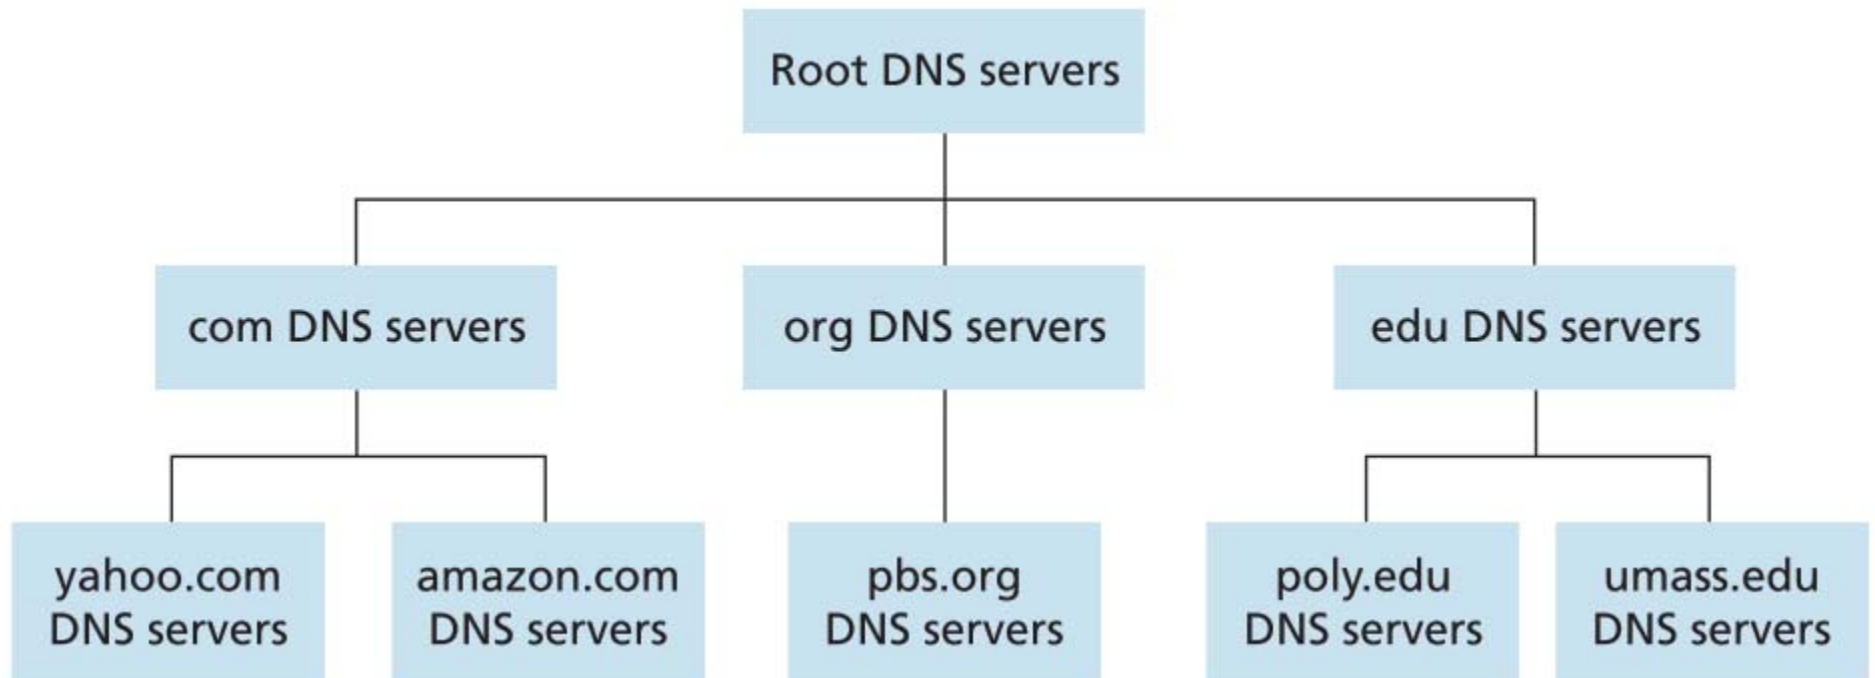 Root DNS servers
com DNS servers
org DNS servers
edu DNS servers
yahoo.com
DNS servers
amazon.com
DNS servers
pbs.org
DNS servers
poly.edu
DNS servers
umass.edu
DNS servers